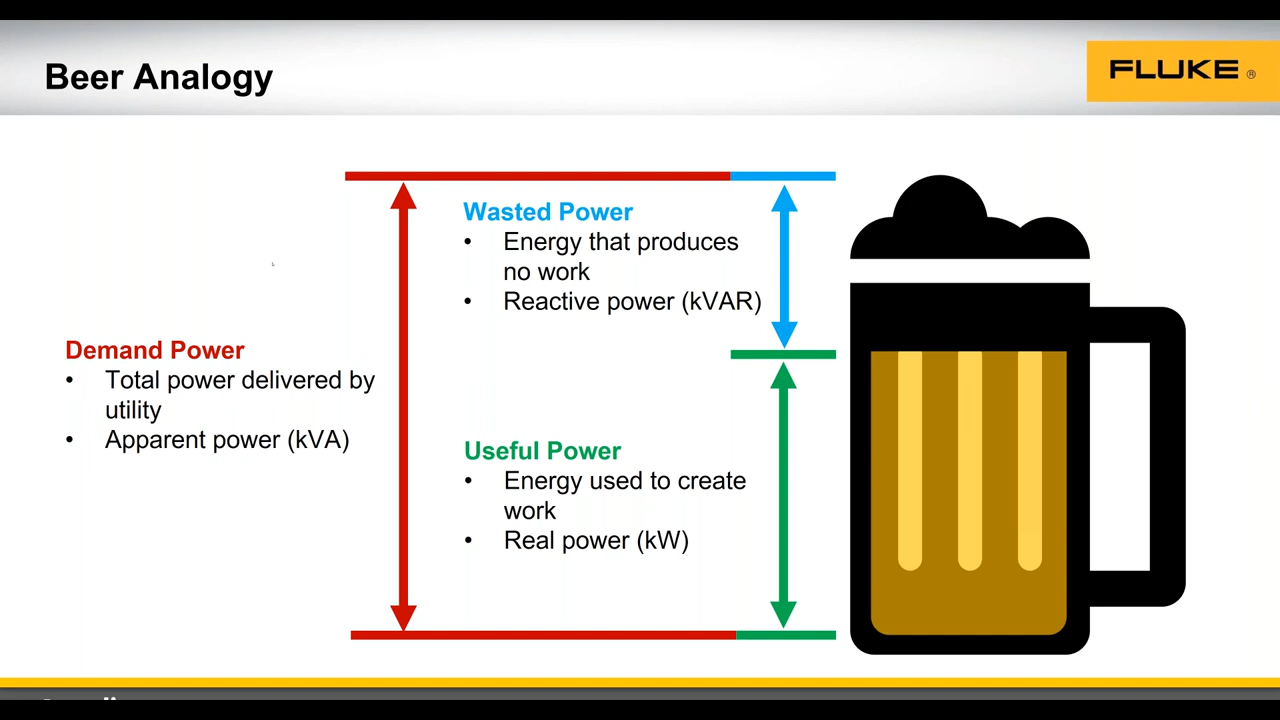 Beer Analogy
FLUKE ®
Wasted Power
• Energy that produces
no work
• Reactive power (kVAR)
Demand Power
• Total power delivered by
utility
• Apparent power (kVA)
Useful Power
• Energy used to create
work
• Real power (kW)